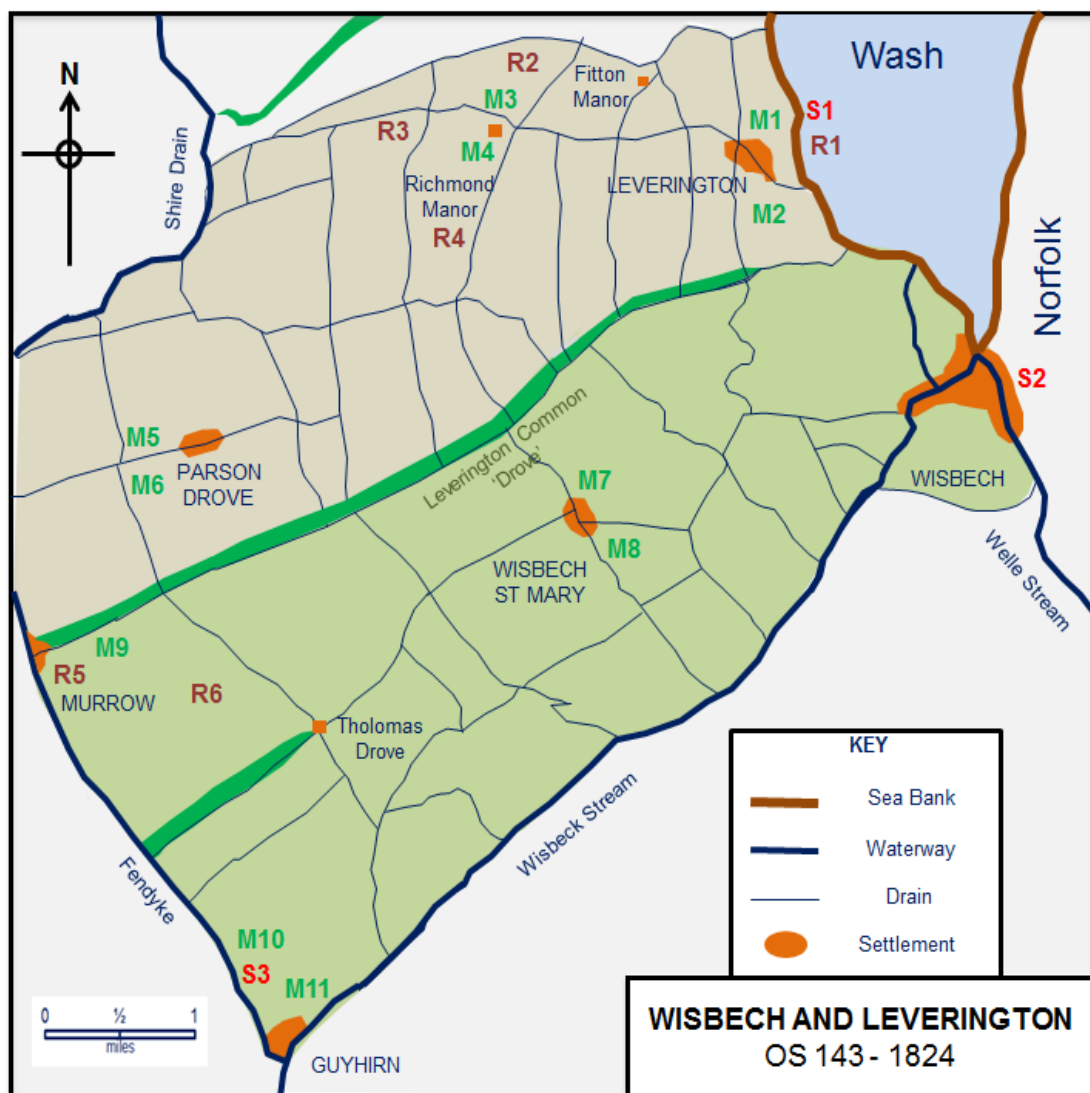 Wash
N
R2
Fitton
Manor
M3
S1
M1
R3
R1
M4
Shire Drain
Richmond
Manor
LEVERINGTON
M2
R4
Norfolk
S2
Leverington Common
'Drove'
M5
PARSON
DROVE
M6
WISBECH
M7
M8
WISBECH
ST MARY
Welle Stream
M9
R5
MURROW
R6
Tholomas
Drove
Wisbeck Stream
Fendyke
M10
S3
M11
GUYHIRN
0 ½ 1
miles
KEY
Sea Bank
Waterway
Drain
Settlement
WISBECH AND LEVERINGTON
OS 143 - 1824